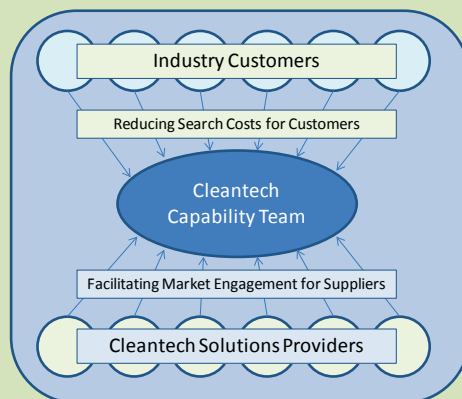 Industry Customers
Reducing Search Costs for Customers
Cleantech
Capability Team
Facilitating Market Engagement for Suppliers
Cleantech Solutions Providers